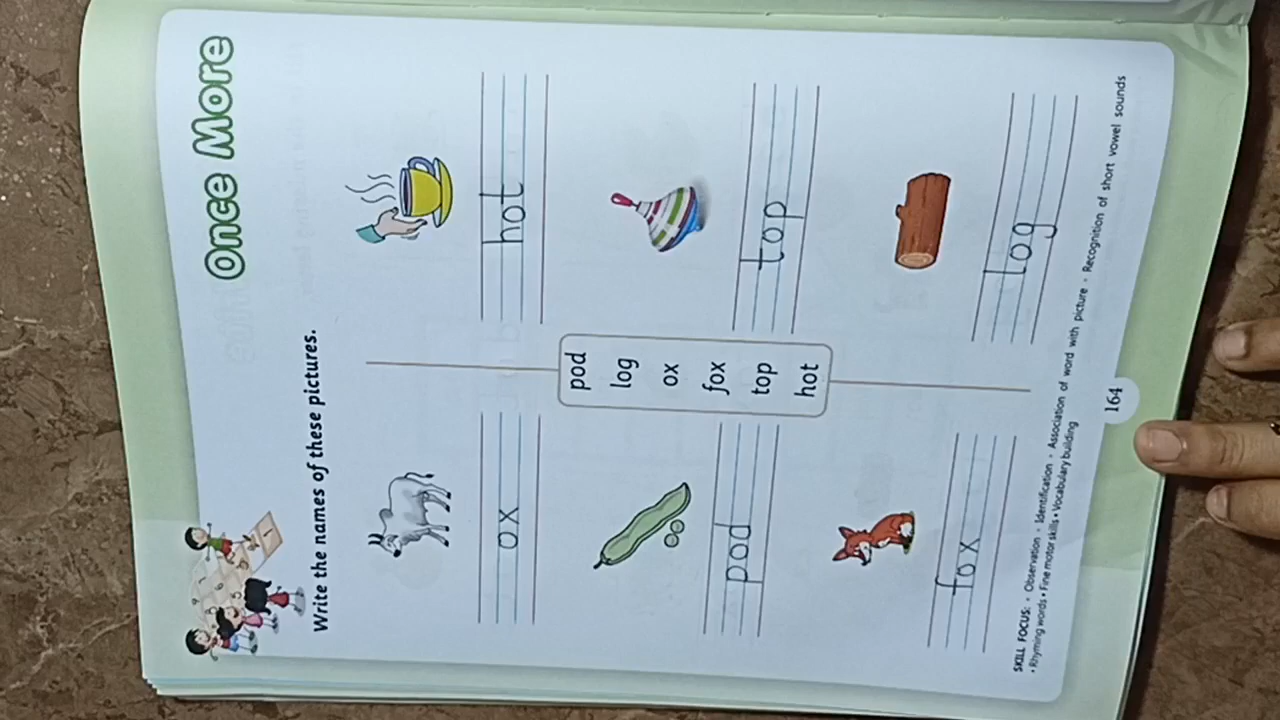 Once More
Write the names of these pictures.
ox
hot
pod
log
ox
fox
top
hot
pod
top
fox
log
SKILL FOCUS: • Observation • Identification • Association of word with picture • Recognition of short vowel sounds
• Rhyming words • Fine motor skills • Vocabulary building
164